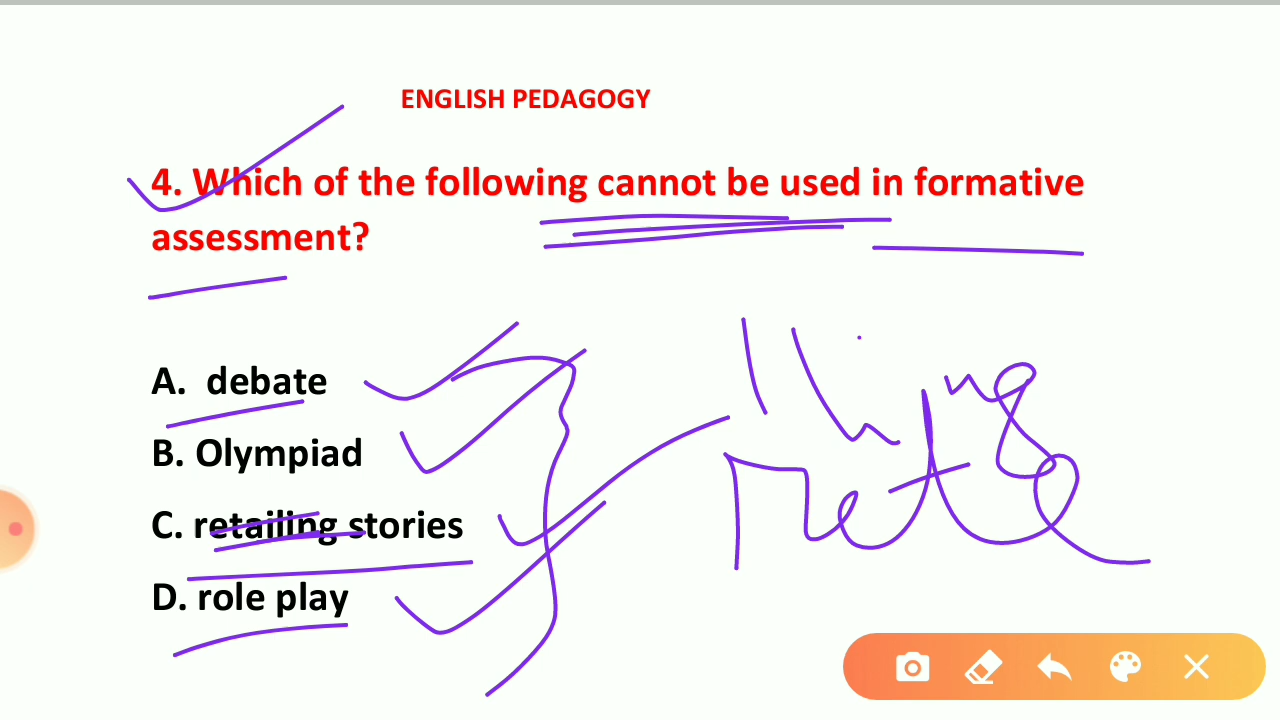 ENGLISH PEDAGOGY
4. Which of the following cannot be used in formative
assessment?
A. debate
B. Olympiad
C. retailing stories
D. role play